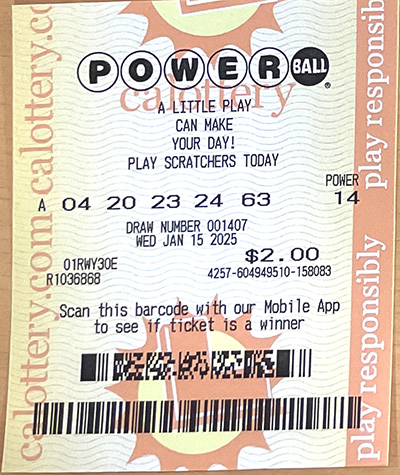 POWERBALL®
calottery
A LITTLE PLAY
CAN MAKE
YOUR DAY!
PLAY SCRATCHERS TODAY
POWER
A 04 20 23 24 63 14
DRAW NUMBER 001407
WED JAN 15 2025
$2.00
01RWY30E
R1036868
4257-604949510-158083
Scan this barcode with our Mobile App
to see if ticket is a winner
calottery.com
calottery.co
play responsib
play responsibly